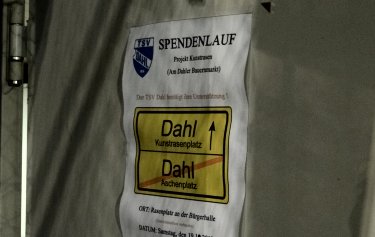 TSV
DAHL
SPENDENLAUF
Projekt Kunstrasen
(Am Dahler Bauernmarkt)
Der TSV Dahl benötigt Ihre Unterstützung !
Dahl
Kunstrasenplatz
Dahl
Aschenplatz
ORT: Rasenplatz an der Bürgerhalle
DATUM: Samstag, den